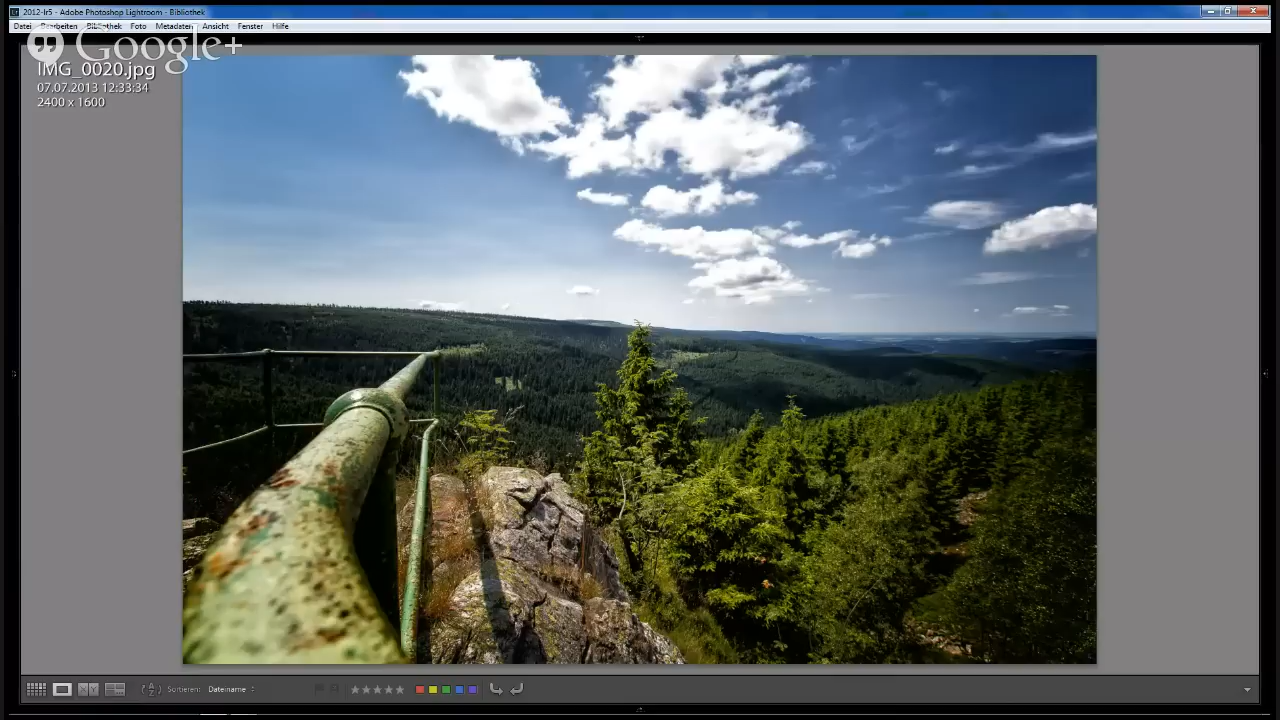 2012-lr5 - Adobe Photoshop Lightroom - Bibliothek
Datei Bearbeiten Bibliothek Foto Metadaten Ansicht Fenster Hilfe
Google+
IMG_0020.jpg
07.07.2013 12:33:34
2400 x 1600
Sortieren: Dateiname